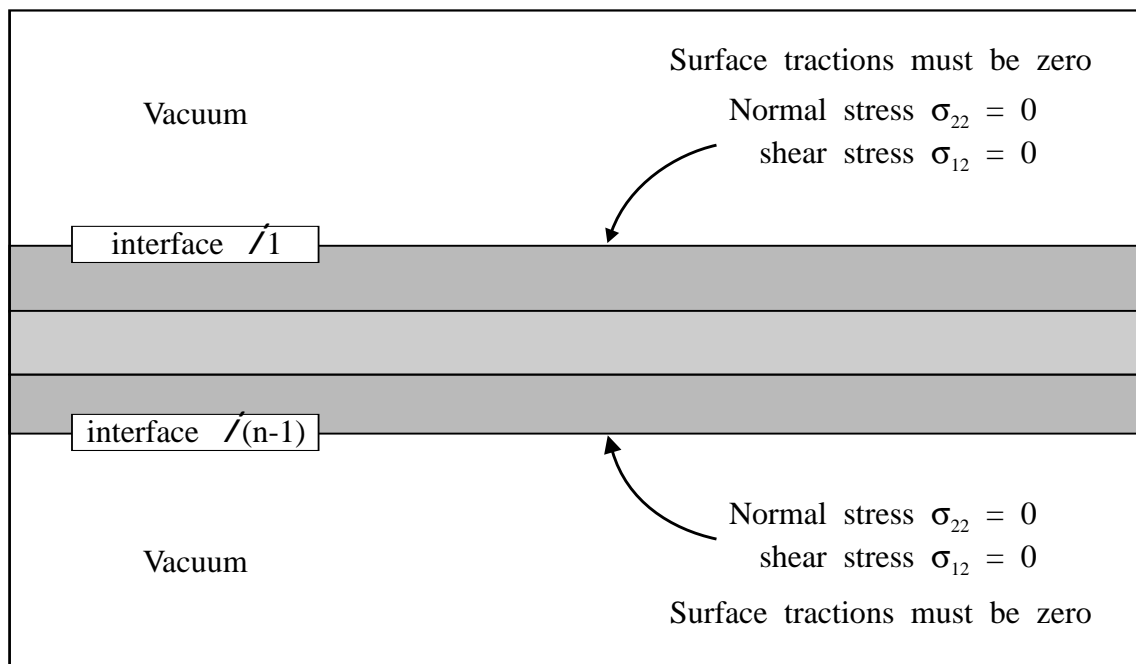 Surface tractions must be zero
Normal stress σ₂₂ = 0
Vacuum
shear stress σ₁₂ = 0
interface i1
interface i(n-1)
Normal stress σ₂₂ = 0
shear stress σ₁₂ = 0
Vacuum
Surface tractions must be zero